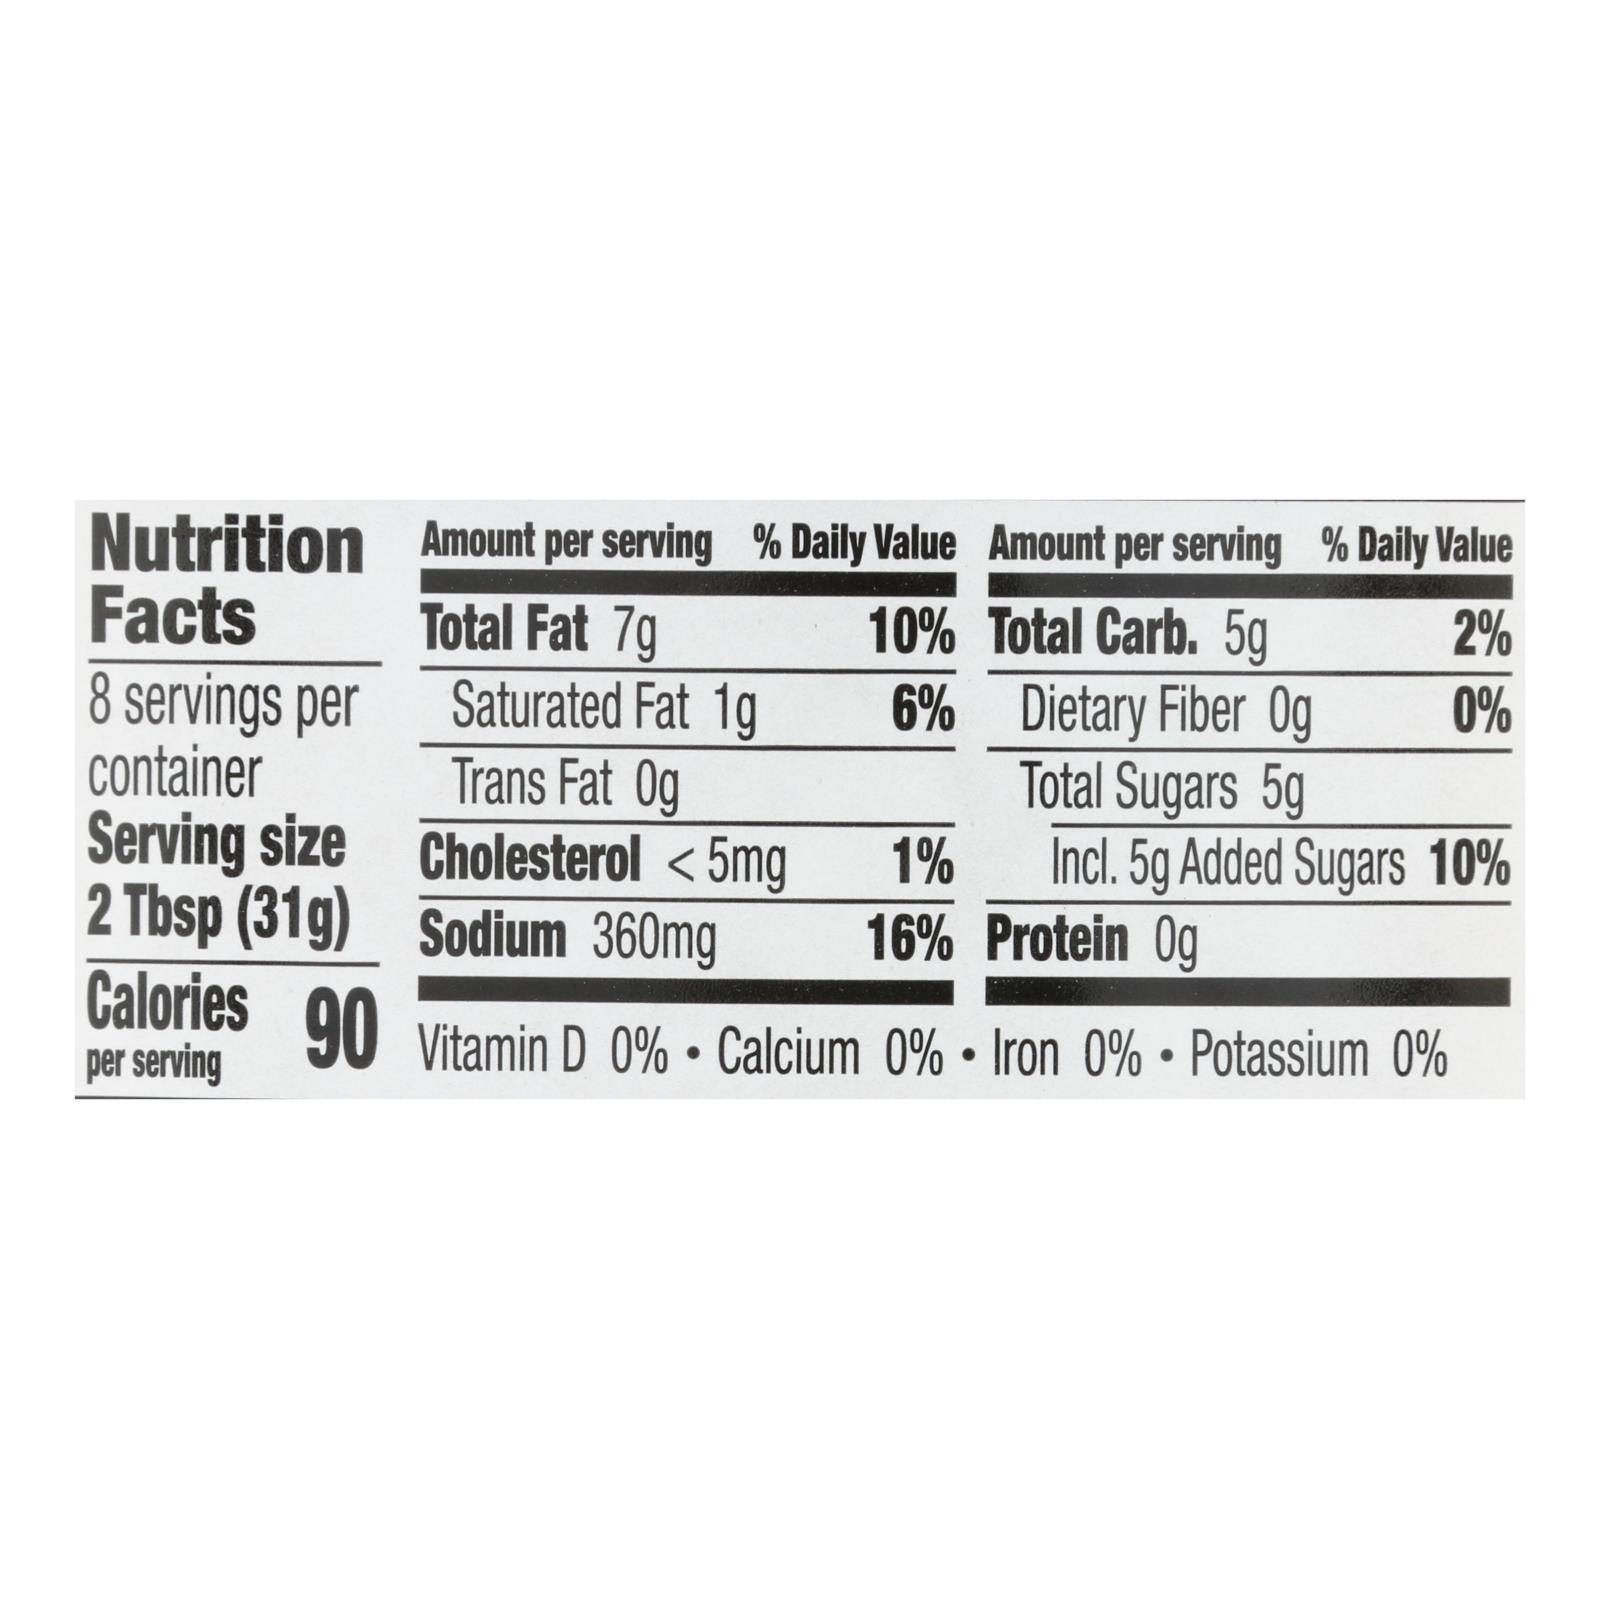 Nutrition
Facts
8 servings per
container
Serving size
2 Tbsp (31g)
Calories 90
per serving
Amount per serving % Daily Value
Total Fat 7g 10%
Saturated Fat 1g 6%
Trans Fat 0g
Cholesterol < 5mg 1%
Sodium 360mg 16%
Amount per serving % Daily Value
Total Carb. 5g 2%
Dietary Fiber 0g 0%
Total Sugars 5g
Incl. 5g Added Sugars 10%
Protein 0g
Vitamin D 0% • Calcium 0% • Iron 0% • Potassium 0%